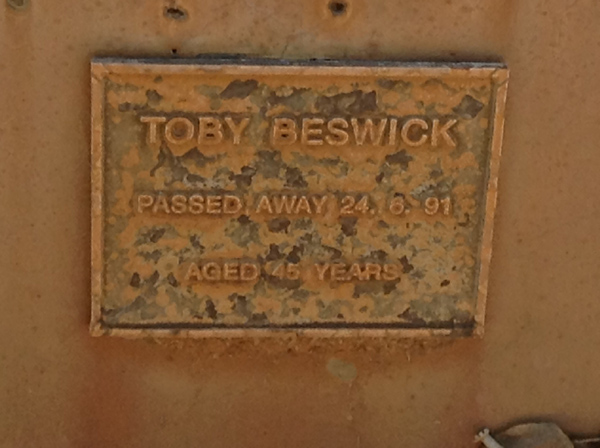 TOBY BESWICK
PASSED AWAY 24. 6. 91
AGED 45 YEARS